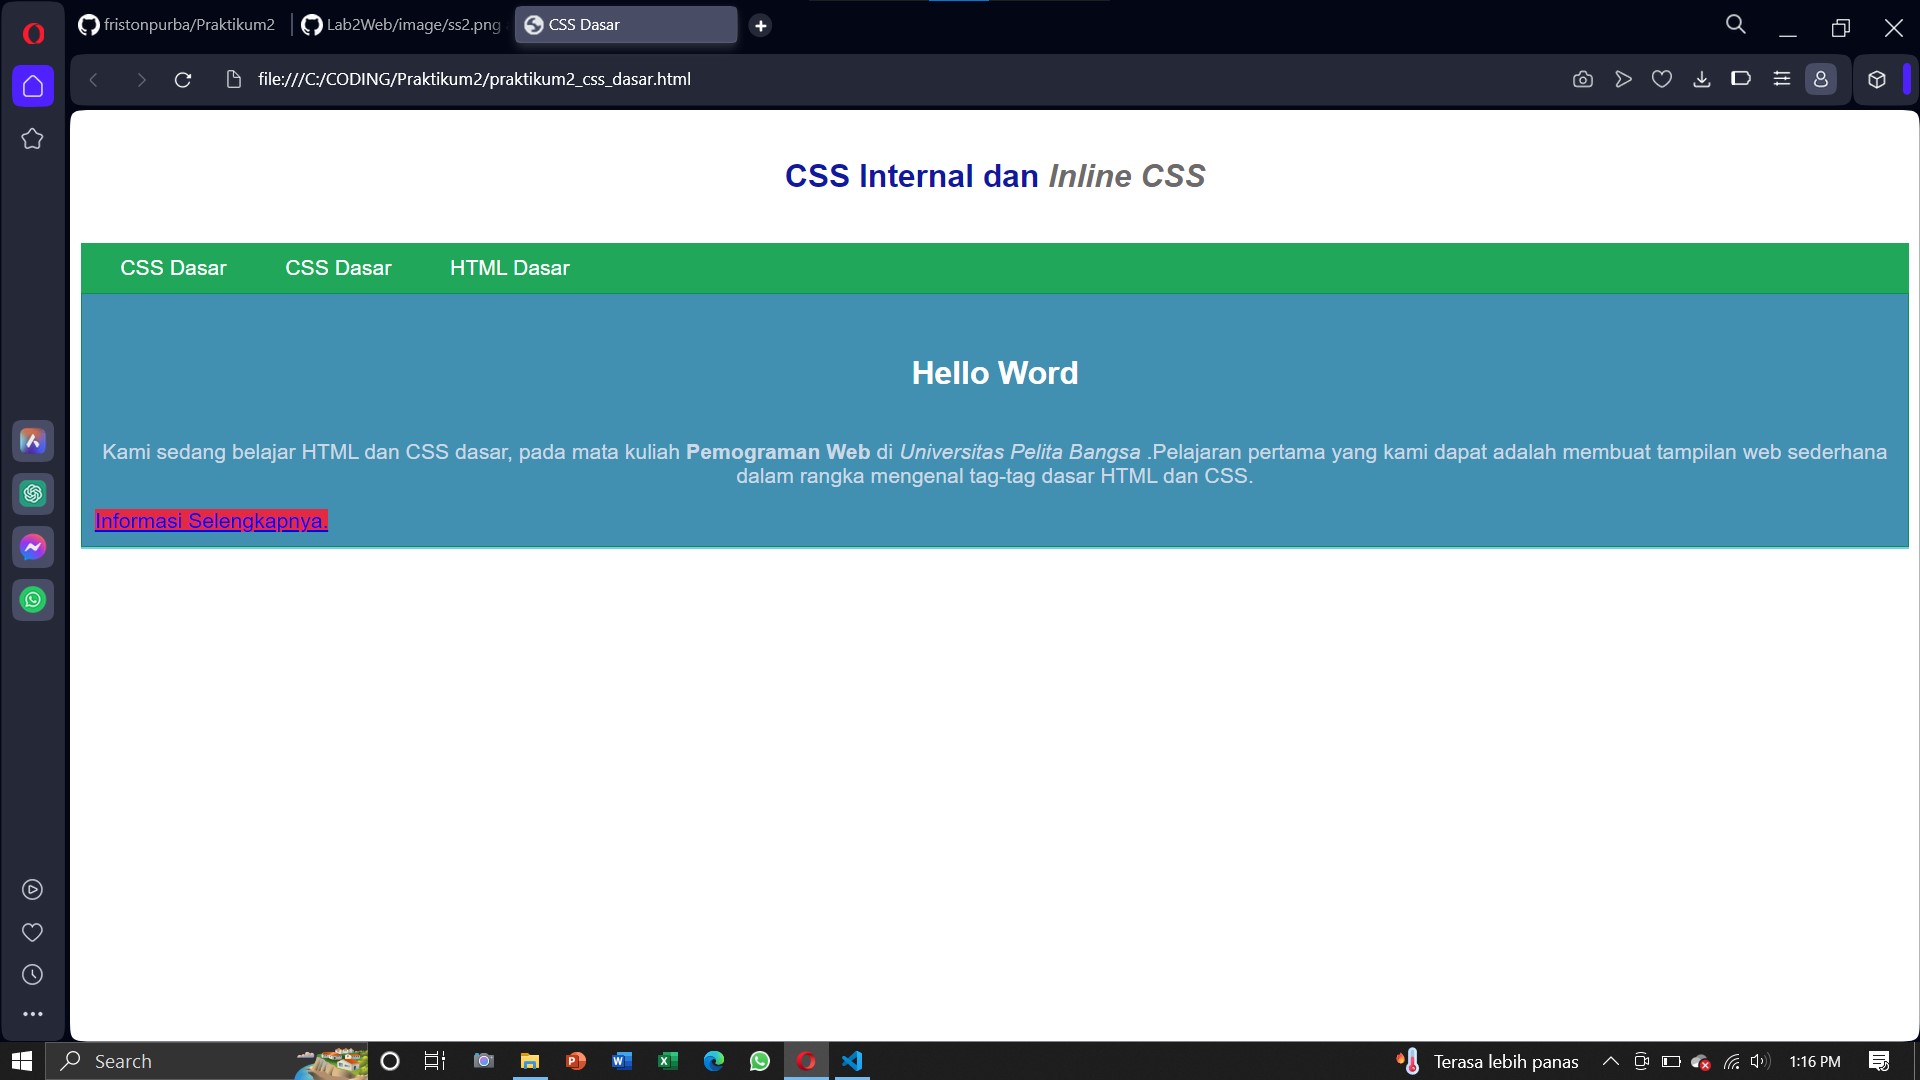 fristonpurba/Praktikum2
Lab2Web/image/ss2.png
CSS Dasar
file:///C:/CODING/Praktikum2/praktikum2_css_dasar.html
CSS Internal dan Inline CSS
CSS Dasar CSS Dasar HTML Dasar
Hello Word
Kami sedang belajar HTML dan CSS dasar, pada mata kuliah Pemograman Web di Universitas Pelita Bangsa .Pelajaran pertama yang kami dapat adalah membuat tampilan web sederhana
dalam rangka mengenal tag-tag dasar HTML dan CSS.
Informasi Selengkapnya.
Search
Terasa lebih panas
1:16 PM